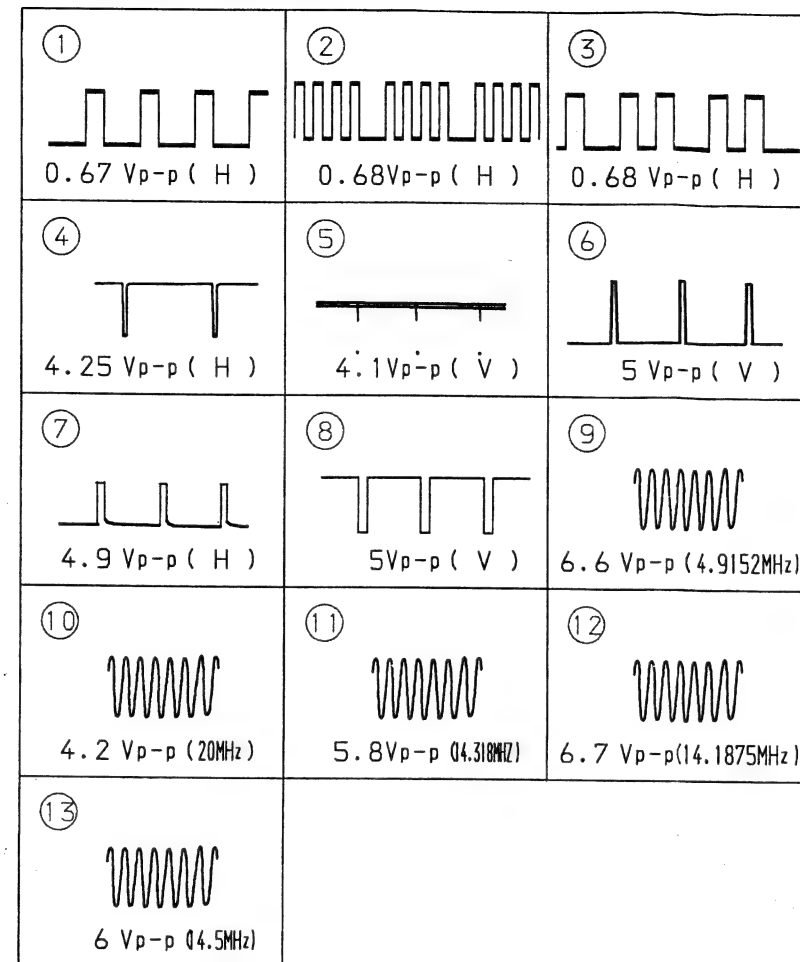 1
2
3
0.67 Vp-p ( H )
0.68Vp-p ( H )
0.68 Vp-p ( H )
4
5
6
4.25 Vp-p ( H )
4.1Vp-p ( V )
5 Vp-p ( V )
7
8
9
4.9 Vp-p ( H )
5Vp-p ( V )
6.6 Vp-p (4.9152MHz)
10
11
12
4.2 Vp-p (20MHz)
5.8Vp-p (14.318MHZ)
6.7 Vp-p(14.1875MHz)
13
6 Vp-p (14.5MHz)